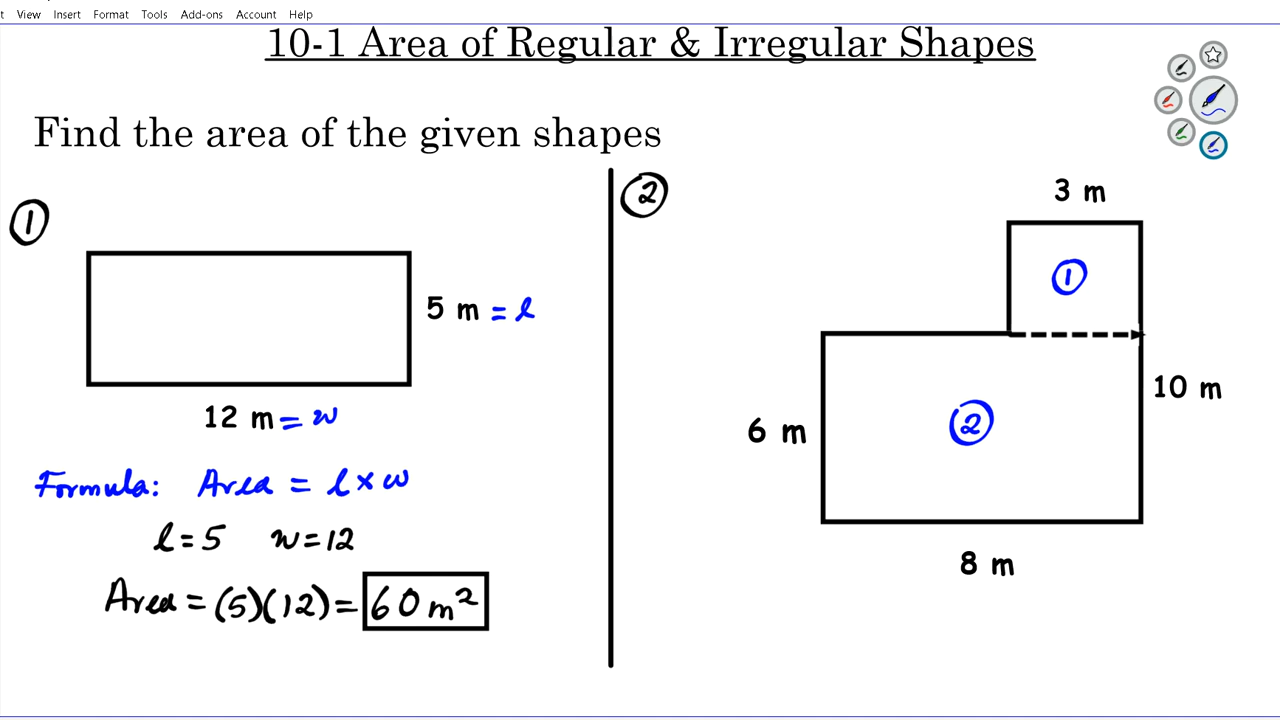 t View Insert Format Tools Add-ons Account Help
10-1 Area of Regular & Irregular Shapes
Find the area of the given shapes
1
5 m = l
12 m = w
Formula: Area = l x w
l = 5 w = 12
Area = (5)(12) = 60 m²
2
3 m
1
10 m
6 m
2
8 m